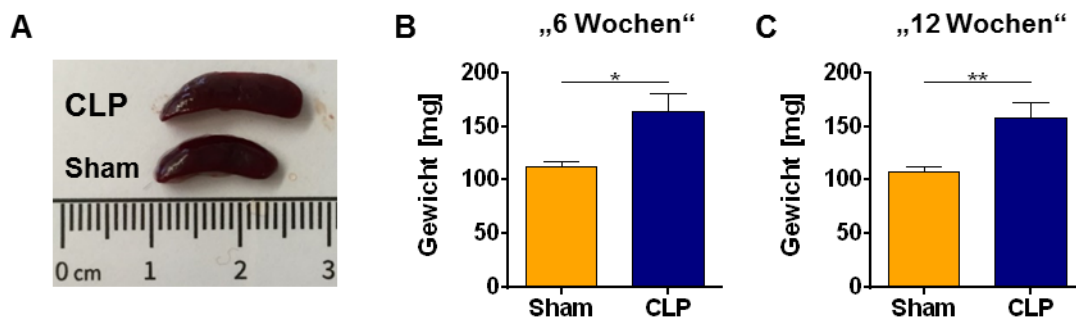 A
CLP
Sham
0 cm 1 2 3
B
„6 Wochen“
Gewicht [mg]
200
150
100
50
0
*
Sham CLP
C
„12 Wochen“
Gewicht [mg]
200
150
100
50
0
**
Sham CLP